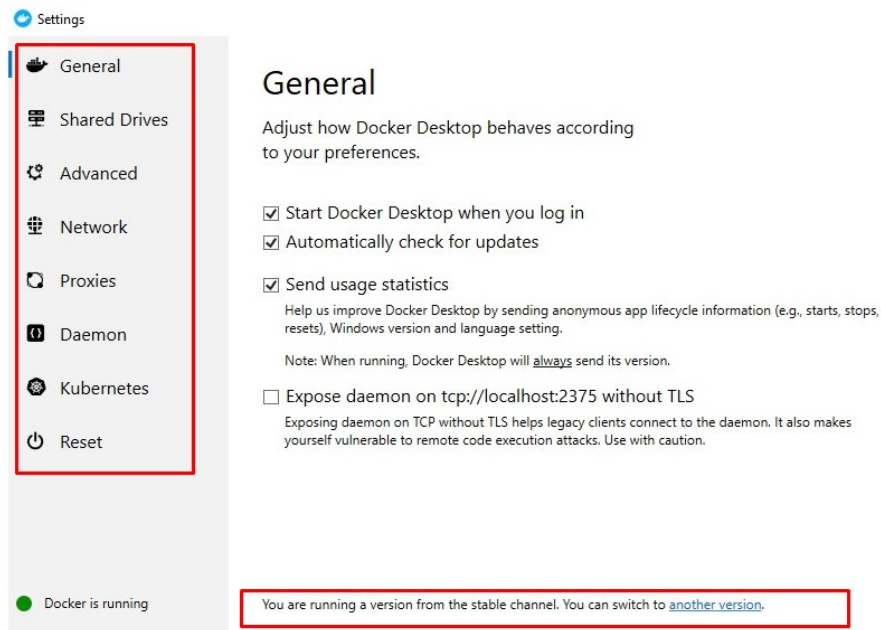 Settings
General
Shared Drives
Advanced
Network
Proxies
Daemon
Kubernetes
Reset
Docker is running
General
Adjust how Docker Desktop behaves according
to your preferences.
Start Docker Desktop when you log in
Automatically check for updates
Send usage statistics
Help us improve Docker Desktop by sending anonymous app lifecycle information (e.g., starts, stops,
resets), Windows version and language setting.
Note: When running, Docker Desktop will always send its version.
Expose daemon on tcp://localhost:2375 without TLS
Exposing daemon on TCP without TLS helps legacy clients connect to the daemon. It also makes
yourself vulnerable to remote code execution attacks. Use with caution.
You are running a version from the stable channel. You can switch to another version.